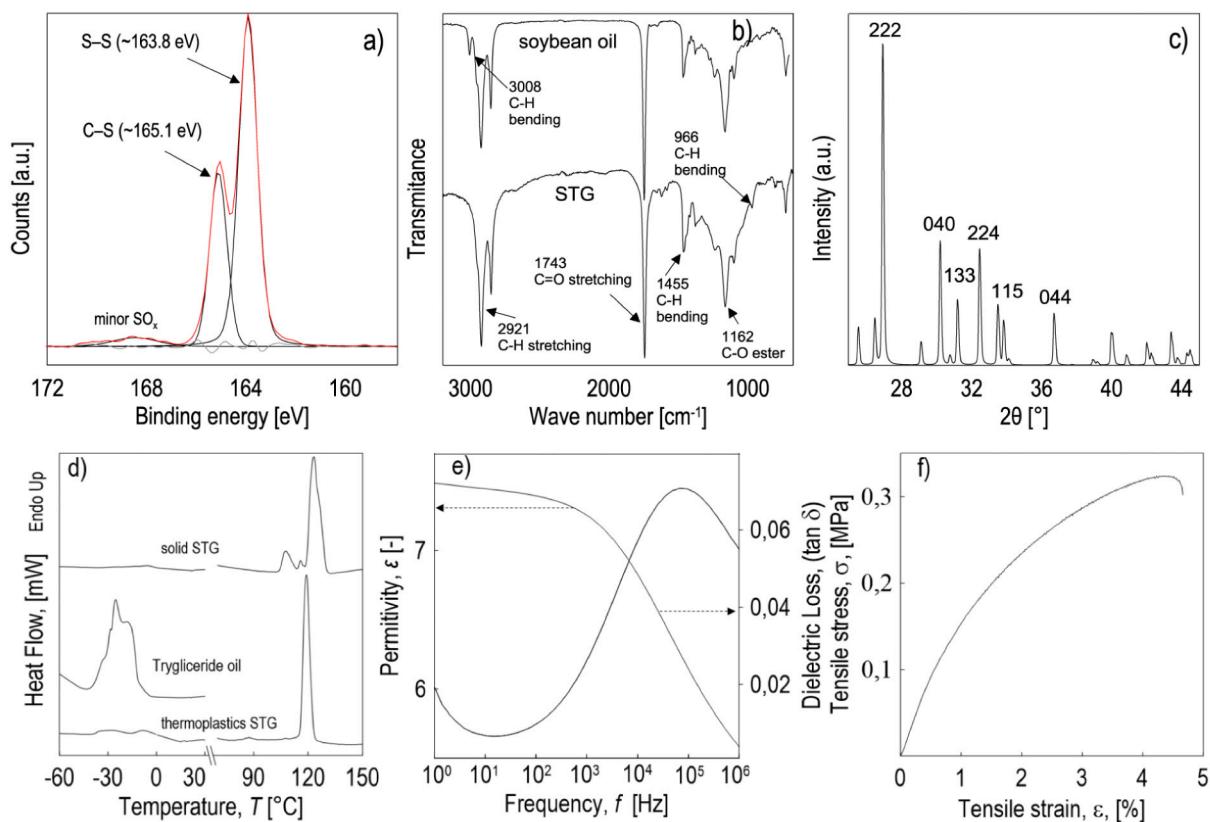 a)
S–S (~163.8 eV)
C–S (~165.1 eV)
minor SOₓ
Counts [a.u.]
172 168 164 160
Binding energy [eV]
b)
soybean oil
3008
C-H
bending
966
C-H
bending
STG
1743
C=O stretching
1455
C-H
bending
2921
C-H stretching
1162
C-O ester
Transmitance
3200 2000 1000
Wave number [cm⁻¹]
c)
222
040
133
224
115
044
Intensity (a.u.)
28 32 36 40 44
2θ [°]
d)
Endo Up
Heat Flow, [mW]
solid STG
Trygliceride oil
thermoplastics STG
-60 -30 0 30 90 120 150
Temperature, T [°C]
e)
Permitivity, ε [-]
7
6
0,06
0,04
0,02
Dielectric Loss, (tan δ)
10⁰ 10¹ 10² 10³ 10⁴ 10⁵ 10⁶
Frequency, f [Hz]
f)
Tensile stress, σ, [MPa]
0,3
0,2
0,1
0 1 2 3 4 5
Tensile strain, ε, [%]